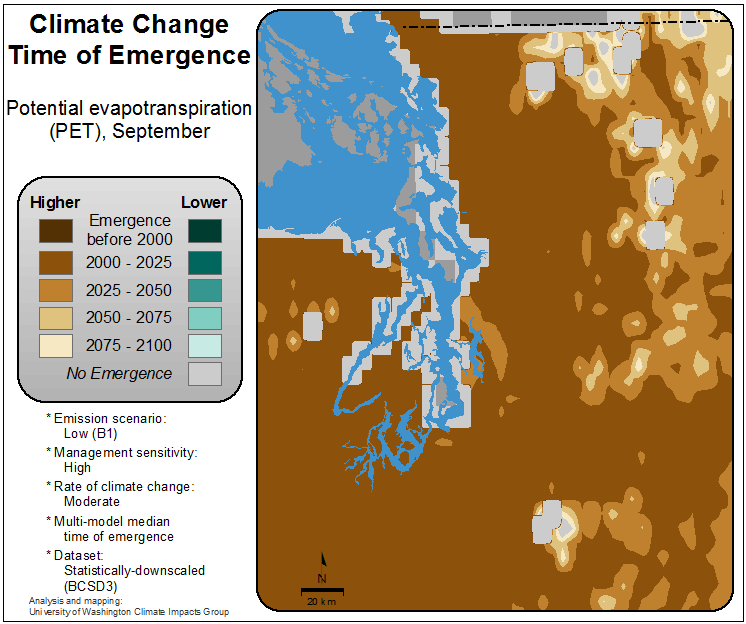 Climate Change
Time of Emergence
Potential evapotranspiration
(PET), September
Higher Lower
Emergence
before 2000
2000 - 2025
2025 - 2050
2050 - 2075
2075 - 2100
No Emergence
* Emission scenario:
Low (B1)
* Management sensitivity:
High
* Rate of climate change:
Moderate
* Multi-model median
time of emergence
* Dataset:
Statistically-downscaled
(BCSD3)
Analysis and mapping:
University of Washington Climate Impacts Group
N
20 km